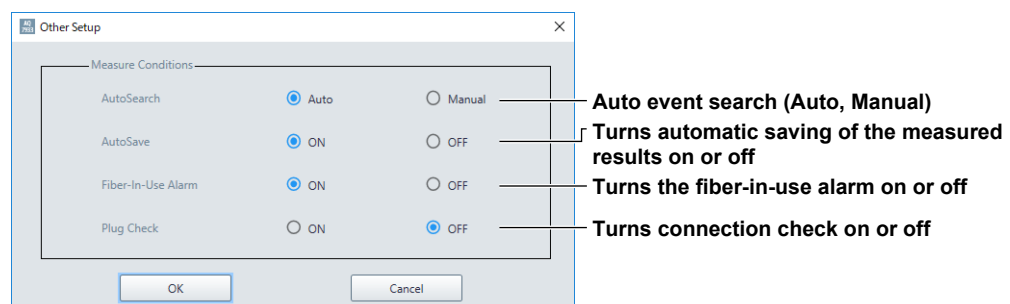 Other Setup
Measure Conditions
AutoSearch Auto Manual
Auto event search (Auto, Manual)
AutoSave ON OFF
Turns automatic saving of the measured
results on or off
Fiber-In-Use Alarm ON OFF
Turns the fiber-in-use alarm on or off
Plug Check ON OFF
Turns connection check on or off
OK Cancel